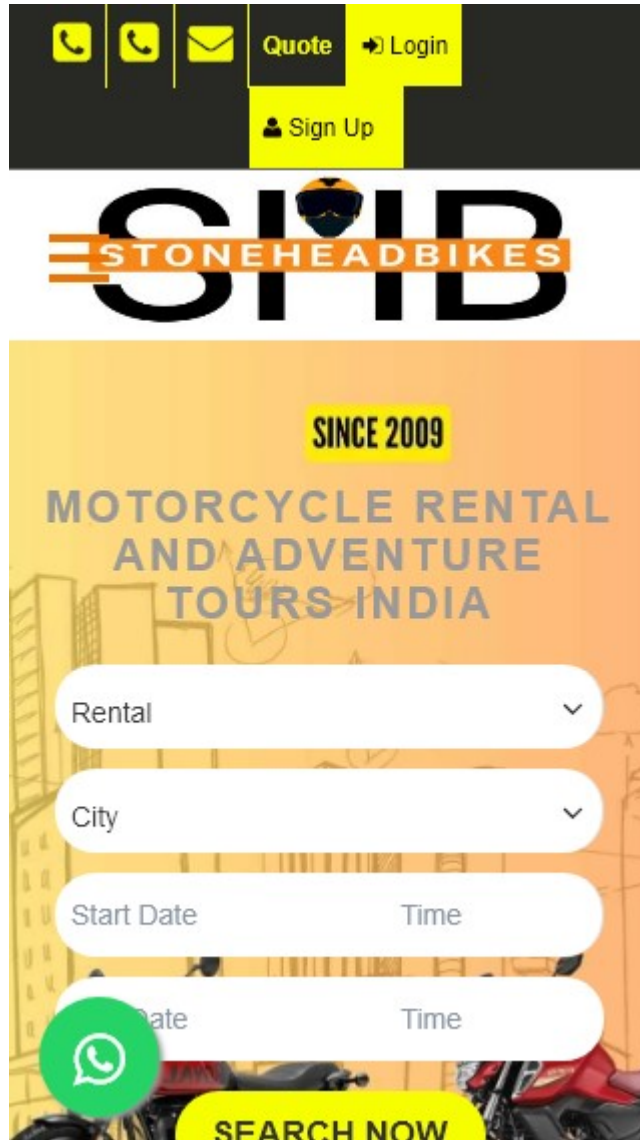 Quote
Login
Sign Up
SHB
STONEHEADBIKES
SINCE 2009
MOTORCYCLE RENTAL
AND ADVENTURE
TOURS INDIA
Rental
City
Start Date Time
Date Time
SEARCH NOW